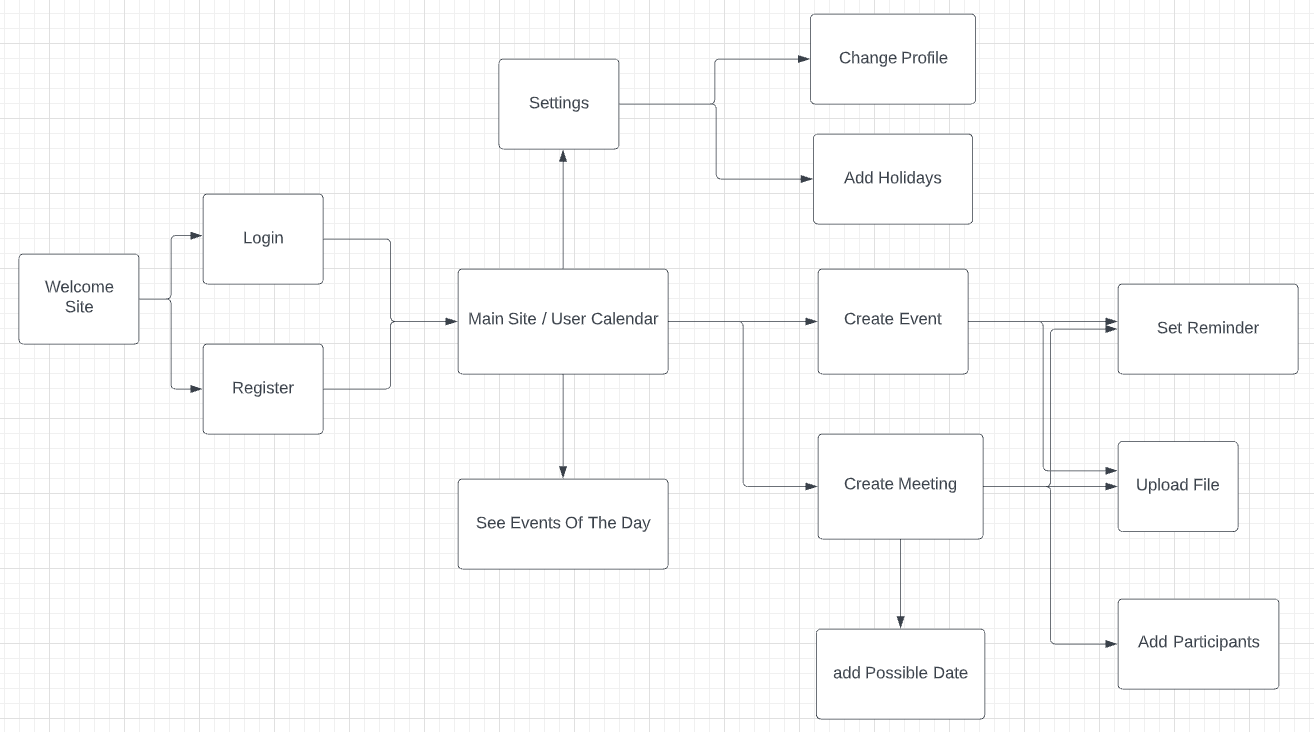 Change Profile
Settings
Add Holidays
Login
Welcome
Site
Main Site / User Calendar
Create Event
Set Reminder
Register
Create Meeting
Upload File
See Events Of The Day
Add Participants
add Possible Date